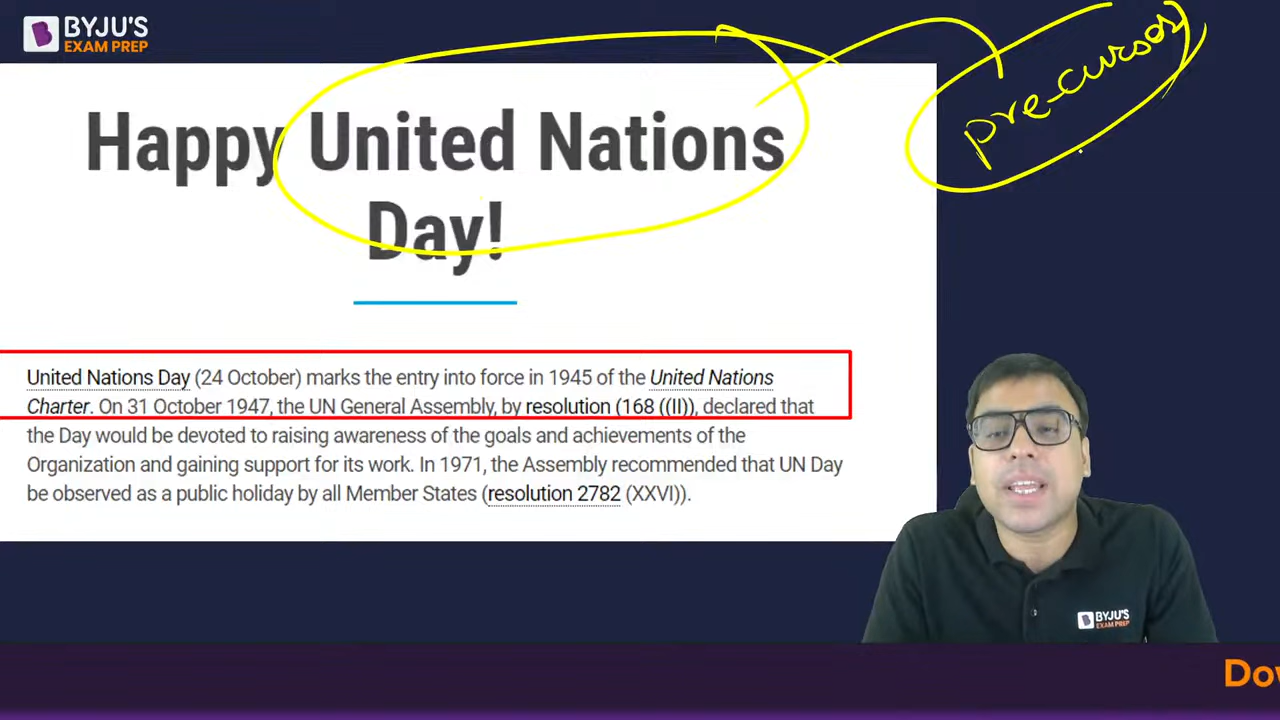 BYJU'S
EXAM PREP
pre-cursor
Happy United Nations
Day!
United Nations Day (24 October) marks the entry into force in 1945 of the United Nations
Charter. On 31 October 1947, the UN General Assembly, by resolution (168 ((II)), declared that
the Day would be devoted to raising awareness of the goals and achievements of the
Organization and gaining support for its work. In 1971, the Assembly recommended that UN Day
be observed as a public holiday by all Member States (resolution 2782 (XXVI)).
BYJU'S
EXAM PREP